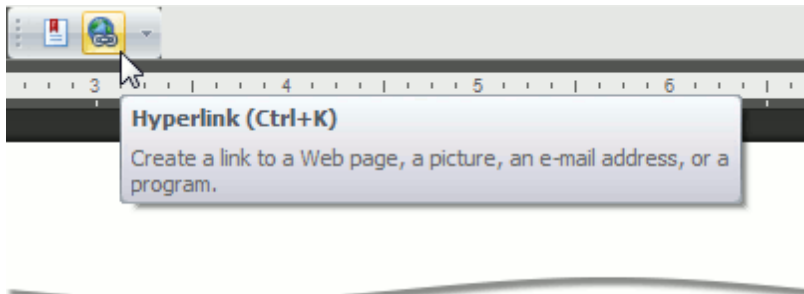 3 4 5 6
Hyperlink (Ctrl+K)
Create a link to a Web page, a picture, an e-mail address, or a
program.